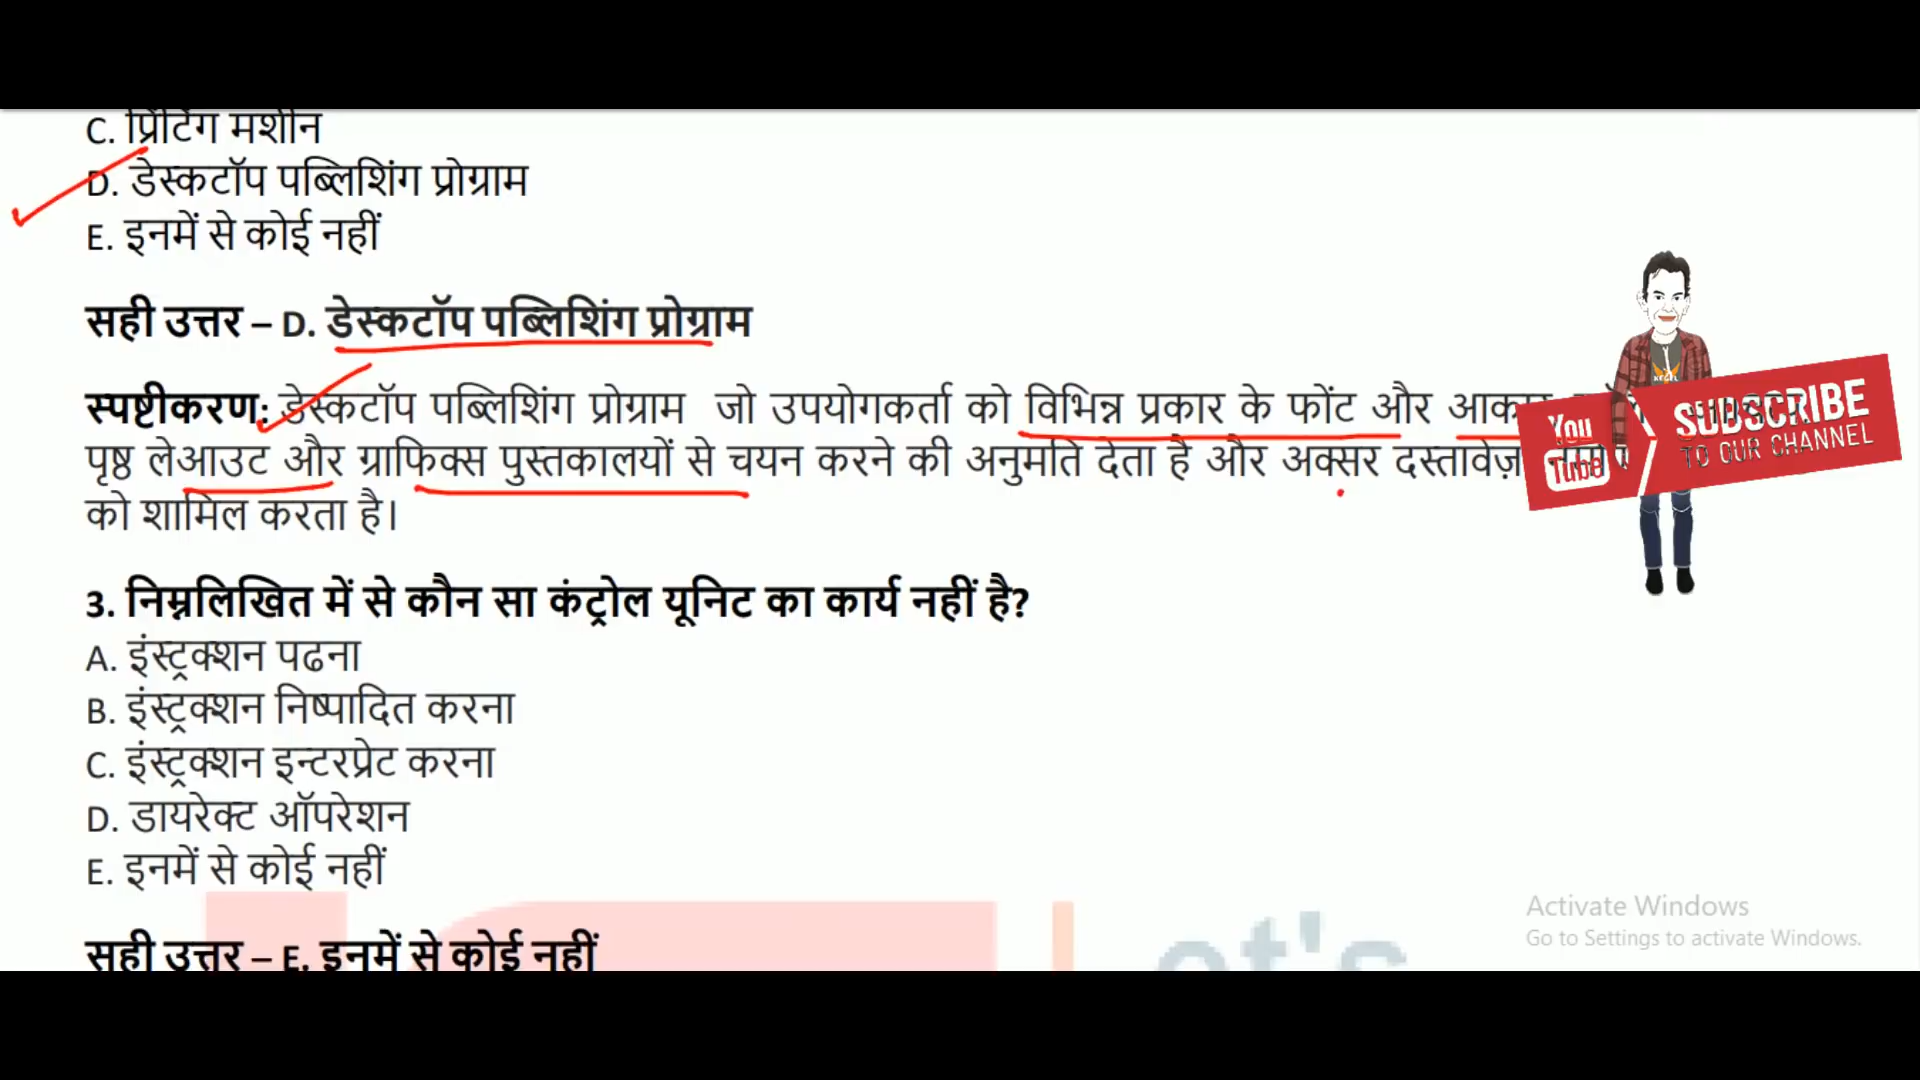 C. प्रिंटिंग मशीन
D. डेस्कटॉप पब्लिशिंग प्रोग्राम
E. इनमें से कोई नहीं
सही उत्तर – D. डेस्कटॉप पब्लिशिंग प्रोग्राम
स्पष्टीकरण: डेस्कटॉप पब्लिशिंग प्रोग्राम जो उपयोगकर्ता को विभिन्न प्रकार के फोंट और
पृष्ठ लेआउट और ग्राफिक्स पुस्तकालयों से चयन करने की अनुमति देता है और अक्सर दस्तावेज़
को शामिल करता है।
You Tube
SUBSCRIBE
TO OUR CHANNEL
3. निम्नलिखित में से कौन सा कंट्रोल यूनिट का कार्य नहीं है?
A. इंस्ट्रक्शन पढना
B. इंस्ट्रक्शन निष्पादित करना
C. इंस्ट्रक्शन इन्टरप्रेट करना
D. डायरेक्ट ऑपरेशन
E. इनमें से कोई नहीं
सही उत्तर – E. इनमें से कोई नहीं
Activate Windows
Go to Settings to activate Windows.